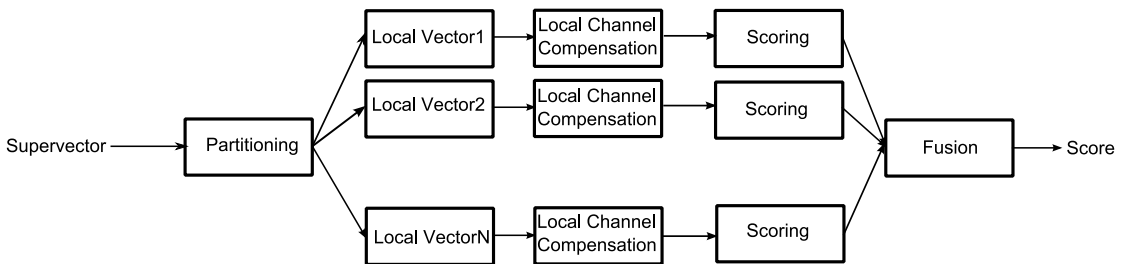 Supervector
Partitioning
Local Vector1
Local Channel
Compensation
Scoring
Local Vector2
Local Channel
Compensation
Scoring
Local VectorN
Local Channel
Compensation
Scoring
Fusion
Score